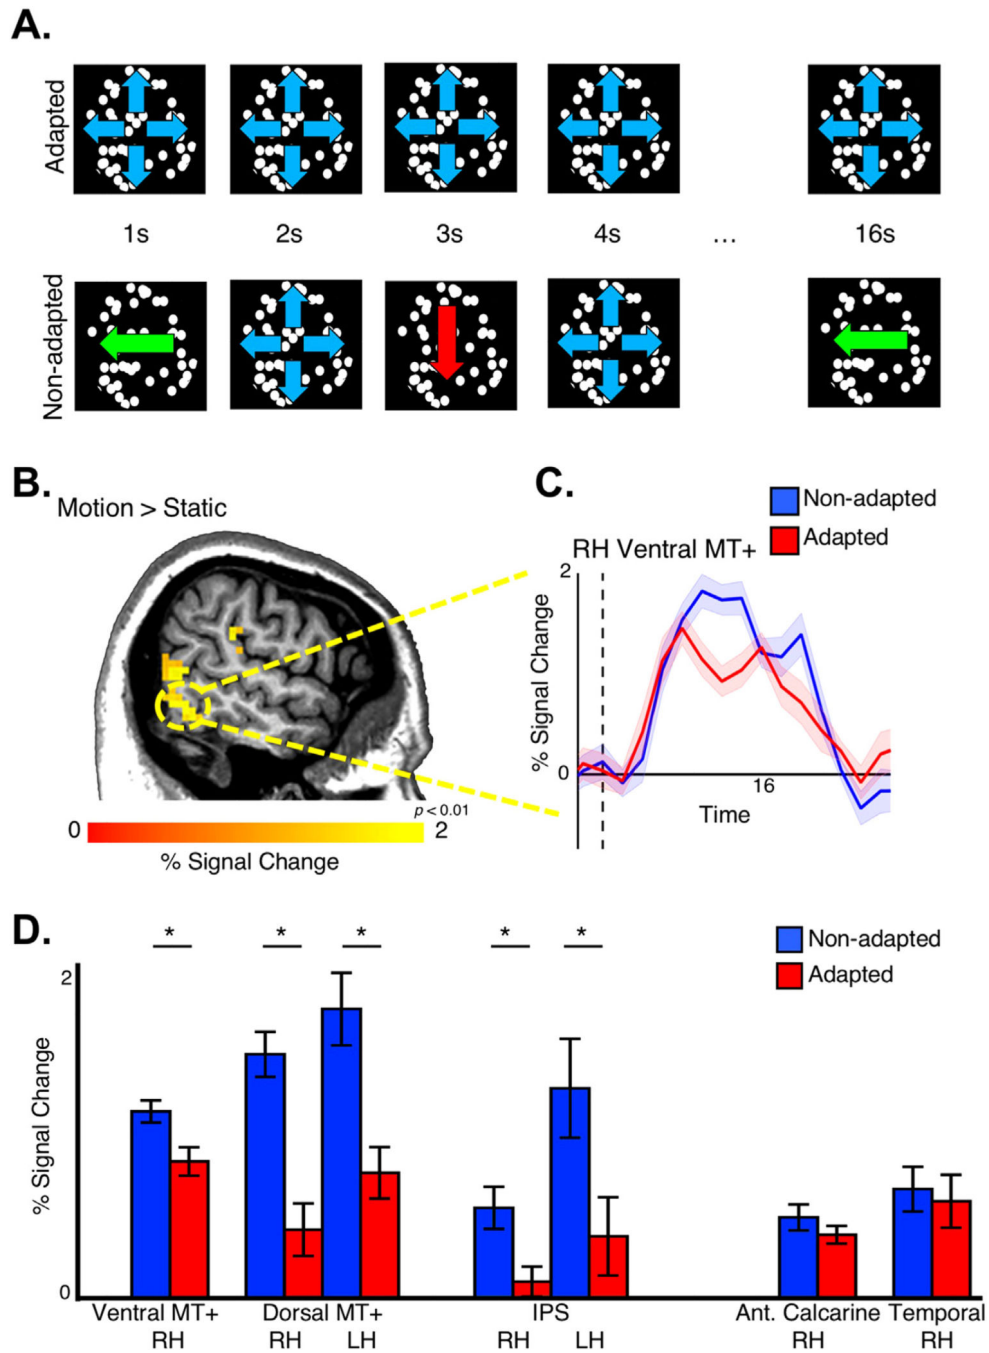 A.
Adapted
1s 2s 3s 4s ... 16s
Non-adapted
B.
Motion > Static
p < 0.01
0 2
% Signal Change
C.
Non-adapted
Adapted
RH Ventral MT+
2
% Signal Change
0
16
Time
D.
Non-adapted
Adapted
* * * * *
2
% Signal Change
0
Ventral MT+ Dorsal MT+ IPS Ant. Calcarine Temporal
RH RH LH RH LH RH RH